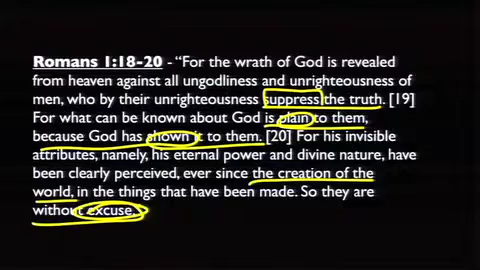 Romans 1:18-20 - “For the wrath of God is revealed
from heaven against all ungodliness and unrighteousness of
men, who by their unrighteousness suppress the truth. [19]
For what can be known about God is plain to them,
because God has shown it to them. [20] For his invisible
attributes, namely, his eternal power and divine nature, have
been clearly perceived, ever since the creation of the
world, in the things that have been made. So they are
without excuse.